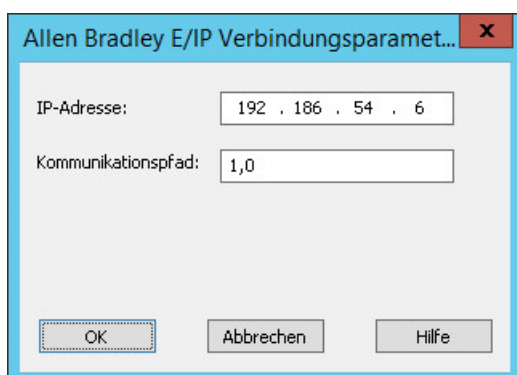 Allen Bradley E/IP Verbindungsparamet...
x
IP-Adresse: 192 . 186 . 54 . 6
Kommunikationspfad: 1,0
OK Abbrechen Hilfe